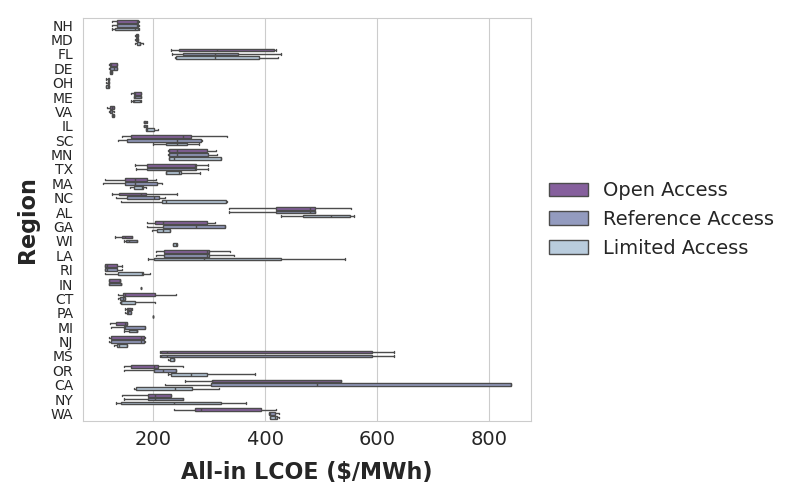 NH
MD
FL
DE
OH
ME
VA
IL
SC
MN
TX
MA
NC
AL
GA
WI
LA
RI
IN
CT
PA
MI
NJ
MS
OR
CA
NY
WA
Region
200 400 600 800
All-in LCOE ($/MWh)
Open Access
Reference Access
Limited Access